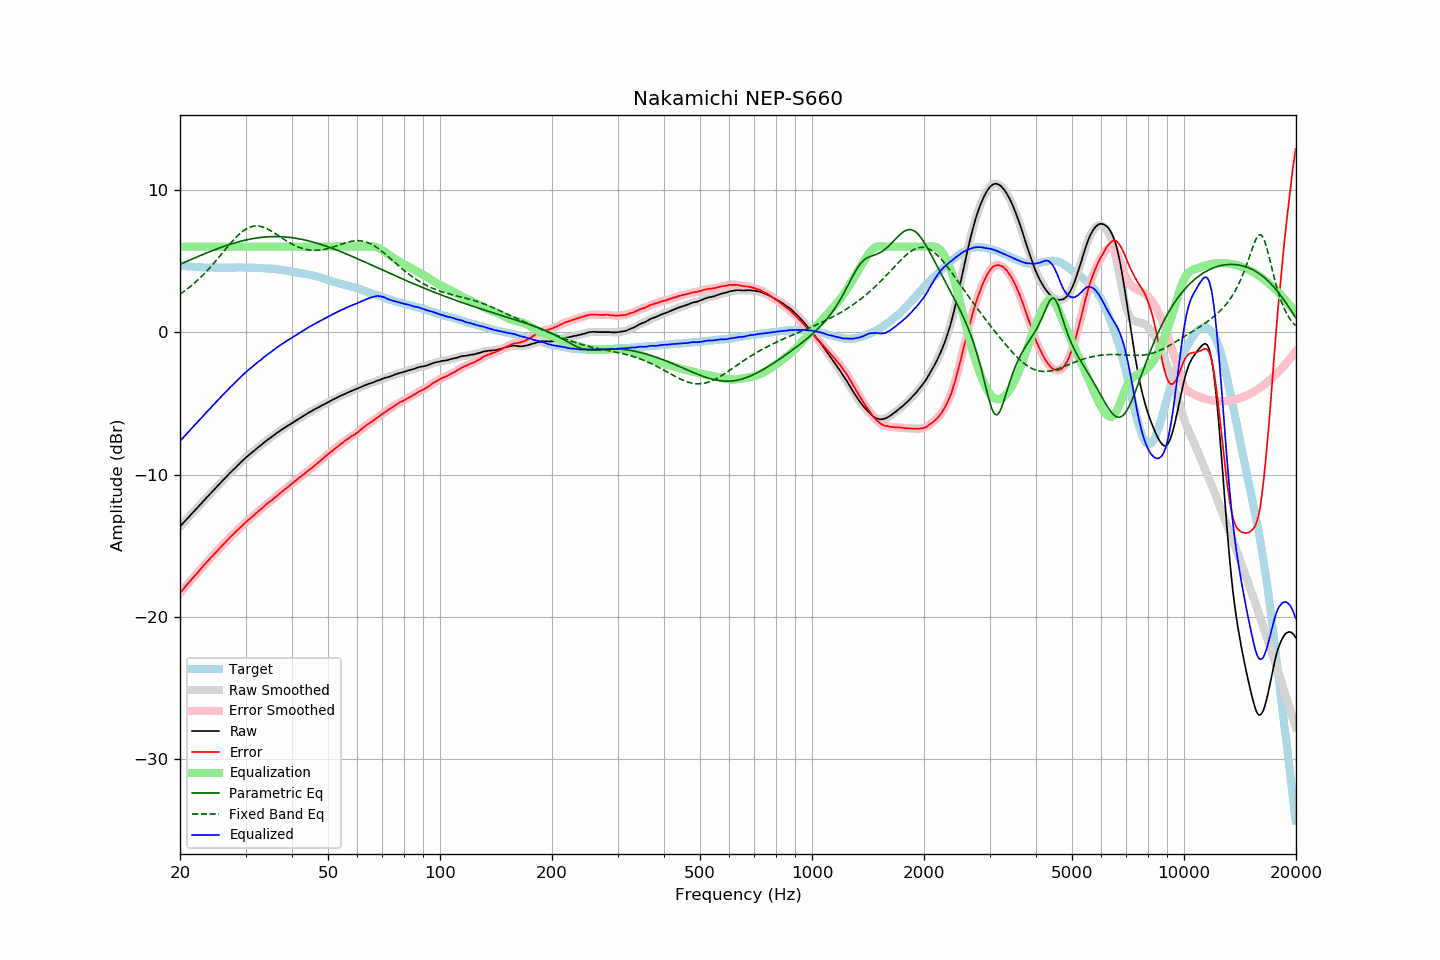 Nakamichi NEP-S660
Amplitude (dBr)
10
0
−10
−20
−30
Target
Raw Smoothed
Error Smoothed
Raw
Error
Equalization
Parametric Eq
Fixed Band Eq
Equalized
20 50 100 200 500 1000 2000 5000 10000 20000
Frequency (Hz)